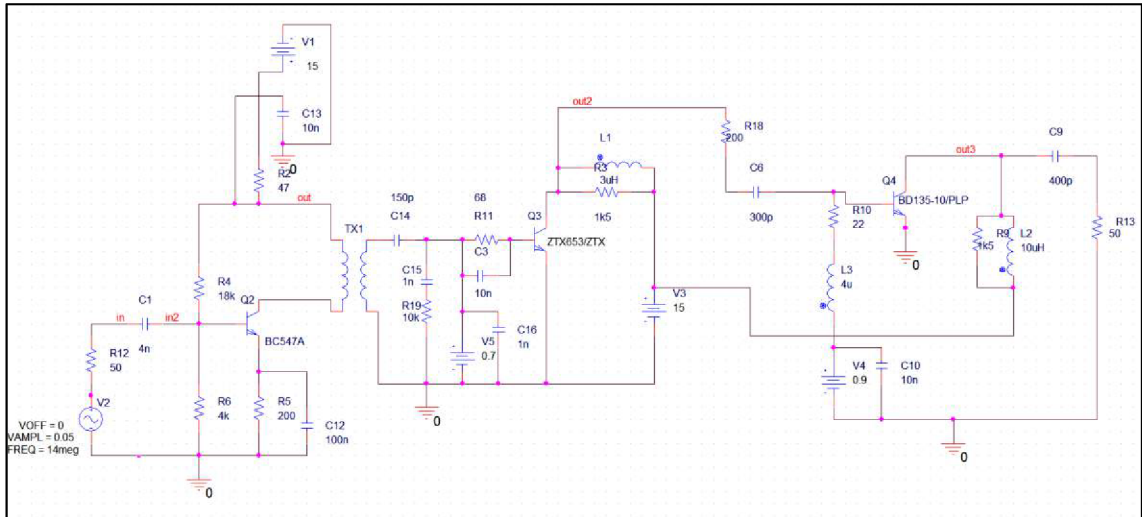 V1
15
C13
10n
0
R2
47
out
TX1
150p
C14
68
R11
C3
10n
C15
1n
R19
10k
V5
0.7
C16
1n
0
Q3
ZTX653/ZTX
out2
L1
R3
3uH
1k5
V3
15
R18
200
C6
300p
R10
22
L3
4u
V4
0.9
C10
10n
0
Q4
BD135-10/PLP
0
out3
C9
400p
R9
1k5
L2
10uH
R13
50
R4
18k
Q2
BC547A
in
C1
in2
4n
R12
50
V2
VOFF = 0
VAMPL = 0.05
FREQ = 14meg
R6
4k
R5
200
C12
100n
0